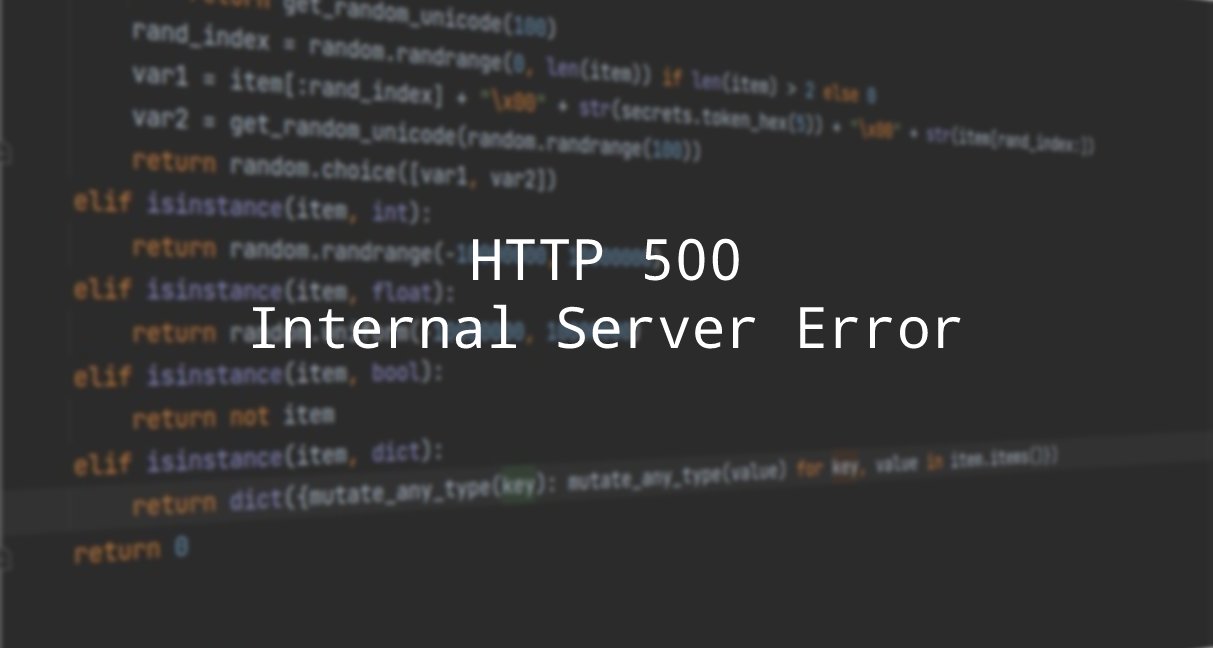 return get_random_unicode(100)
rand_index = random.randrange(0, len(item)) if len(item) > 2 else 0
var1 = item[:rand_index] + "\x00" + str(secrets.token_hex(5)) + "\x00" + str(item[rand_index:])
var2 = get_random_unicode(random.randrange(100))
return random.choice([var1, var2])
elif isinstance(item, int):
return random.randrange(
HTTP 500
elif isinstance(item, float):
return
Internal Server Error
elif isinstance(item, bool):
return not item
elif isinstance(item, dict):
return dict({mutate_any_type(key): mutate_any_type(value) for key, value in item.items()})
return 0